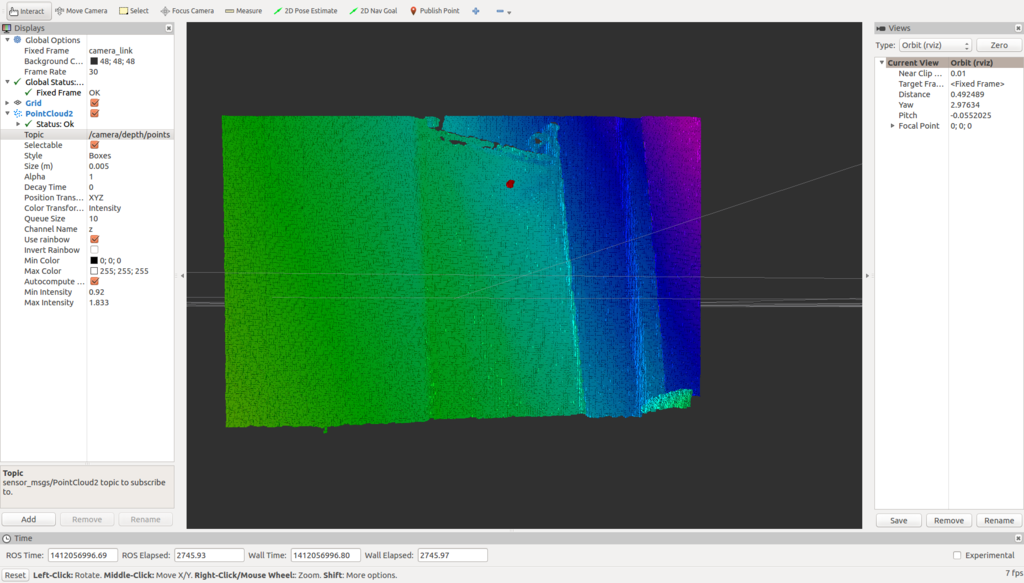 Interact Move Camera Select Focus Camera Measure 2D Pose Estimate 2D Nav Goal Publish Point
Displays
Global Options
Fixed Frame camera_link
Background C... 48; 48; 48
Frame Rate 30
Global Status:...
Fixed Frame OK
Grid
PointCloud2
Status: Ok
Topic /camera/depth/points
Selectable
Style Boxes
Size (m) 0.005
Alpha 1
Decay Time 0
Position Trans... XYZ
Color Transfor... Intensity
Queue Size 10
Channel Name z
Use rainbow
Invert Rainbow
Min Color 0; 0; 0
Max Color 255; 255; 255
Autocompute ...
Min Intensity 0.92
Max Intensity 1.833
Topic
sensor_msgs/PointCloud2 topic to subscribe
to.
Add Remove Rename
Views
Type: Orbit (rviz) Zero
Current View Orbit (rviz)
Near Clip ... 0.01
Target Fra... <Fixed Frame>
Distance 0.492489
Yaw 2.97634
Pitch -0.0552025
Focal Point 0; 0; 0
Save Remove Rename
Time
ROS Time: 1412056996.69 ROS Elapsed: 2745.93 Wall Time: 1412056996.80 Wall Elapsed: 2745.97 Experimental
Reset Left-Click: Rotate. Middle-Click: Move X/Y. Right-Click/Mouse Wheel:: Zoom. Shift: More options. 7 fps